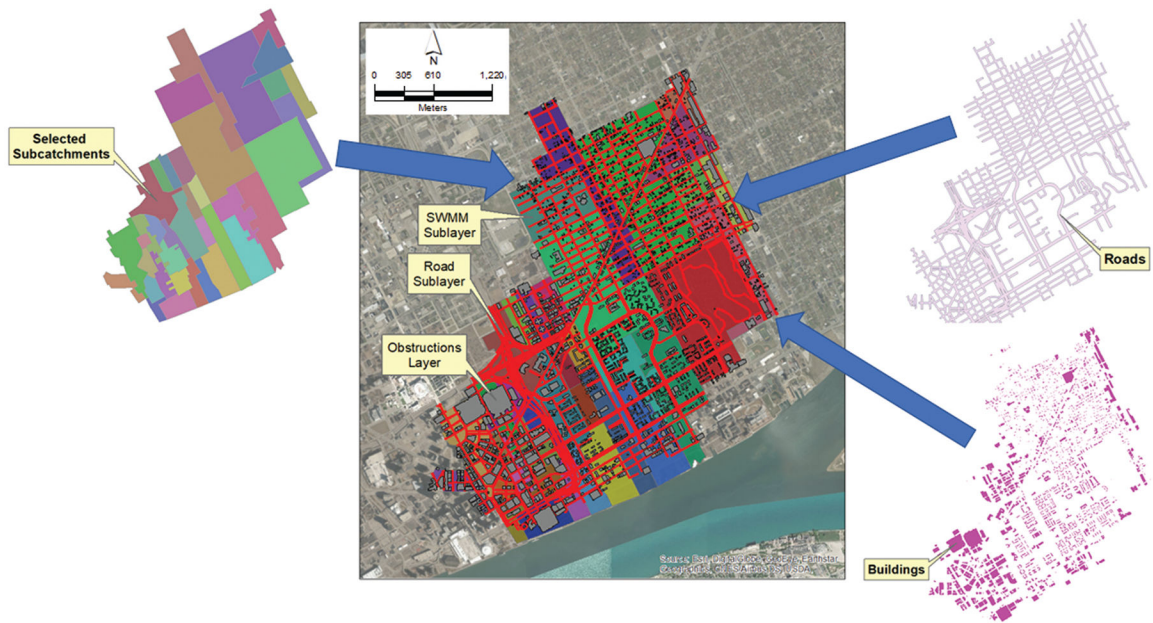 N
0 305 610 1,220
Meters
Selected
Subcatchments
SWMM
Sublayer
Road
Sublayer
Obstructions
Layer
Roads
Buildings